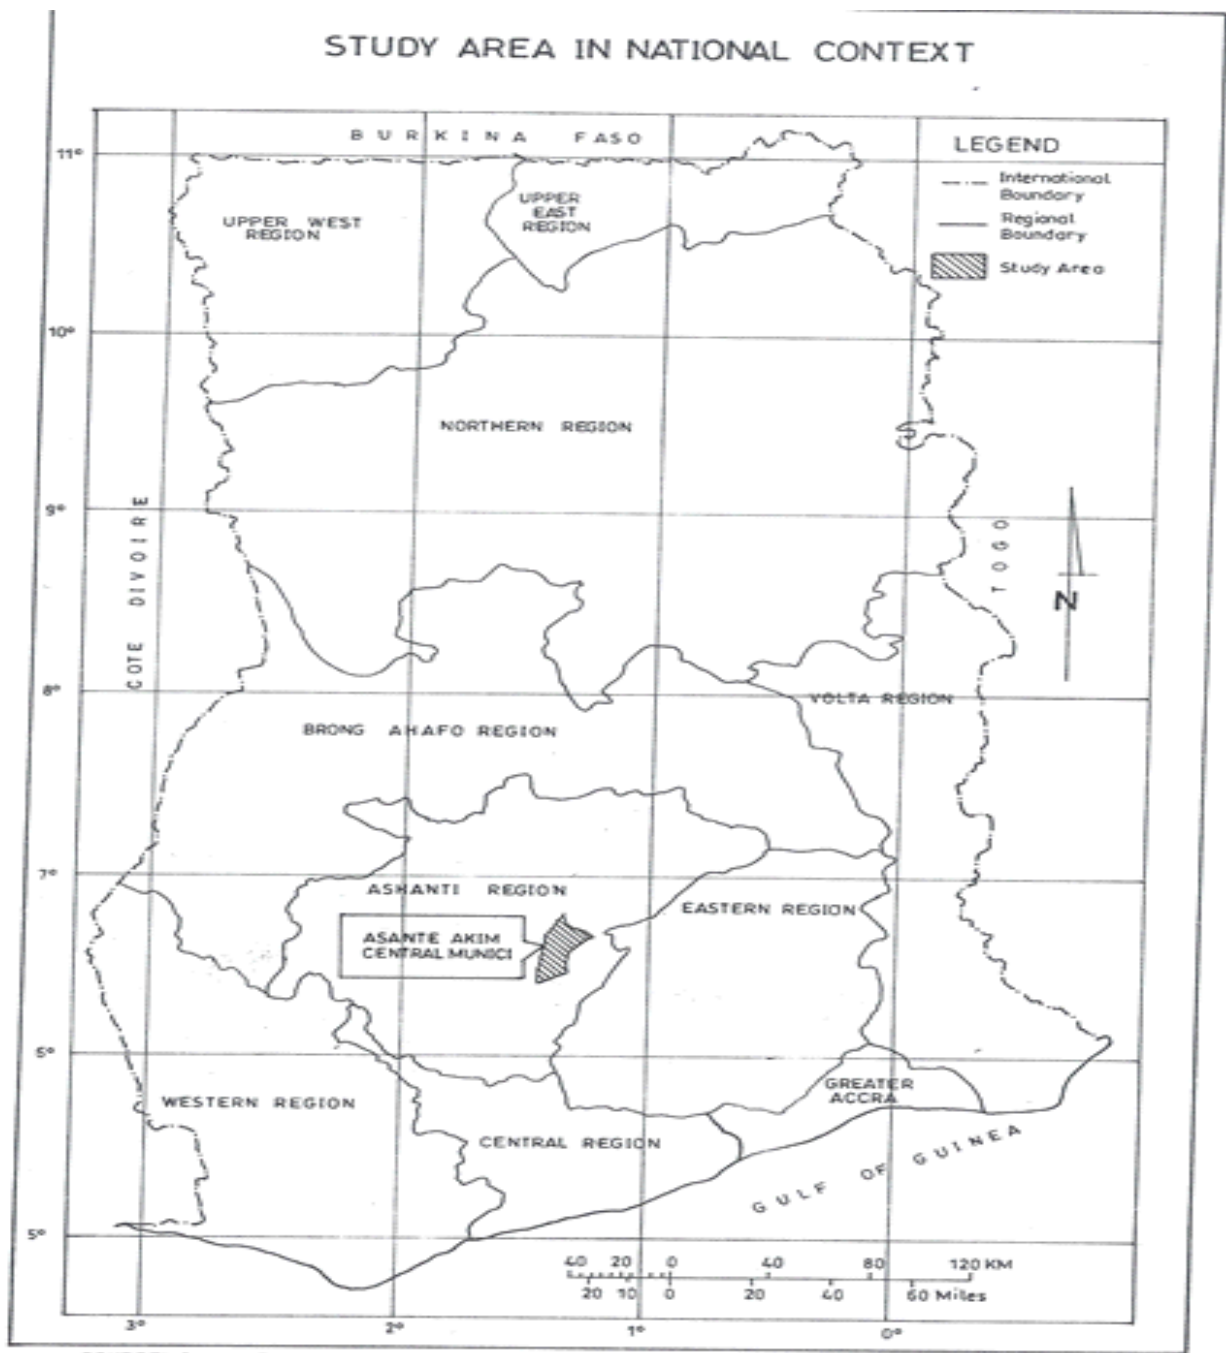 STUDY AREA IN NATIONAL CONTEXT
BURKINA FASO
LEGEND
International
Boundary
Regional
Boundary
Study Area
11°
UPPER WEST
REGION
UPPER
EAST
REGION
10°
NORTHERN REGION
9°
COTE DIVOIRE
TOGO
N
8°
BRONG AHAFO REGION
VOLTA REGION
7°
ASHANTI REGION
EASTERN REGION
ASANTE AKIM
CENTRAL MUNICI
6°
WESTERN REGION
GREATER
ACCRA
CENTRAL REGION
GULF OF GUINEA
5°
40 20 0 40 80 120 KM
20 10 0 20 40 60 Miles
3° 2° 1° 0°